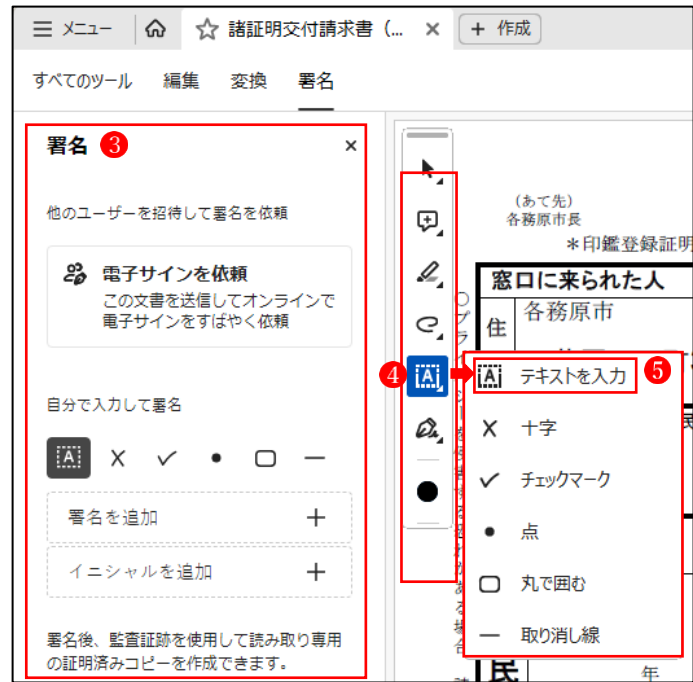 メニュー
諸証明交付請求書 (...
作成
すべてのツール 編集 変換 署名
署名 3
他のユーザーを招待して署名を依頼
電子サインを依頼
この文書を送信してオンラインで
電子サインをすばやく依頼
自分で入力して署名
署名を追加
イニシャルを追加
署名後、監査証跡を使用して読み取り専用
の証明済みコピーを作成できます。
4
(あて先)
各務原市長
*印鑑登録証明
窓口に来られた人
住
各務原市
テキストを入力 5
十字
チェックマーク
点
丸で囲む
取り消し線
民
年